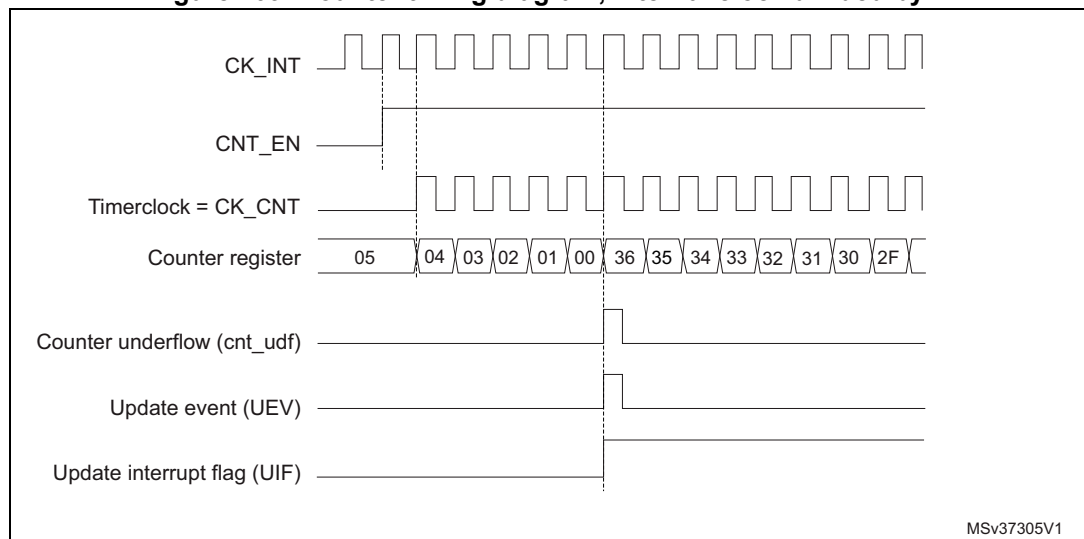 CK_INT
CNT_EN
Timerclock = CK_CNT
Counter register 05 04 03 02 01 00 36 35 34 33 32 31 30 2F
Counter underflow (cnt_udf)
Update event (UEV)
Update interrupt flag (UIF)
MSv37305V1